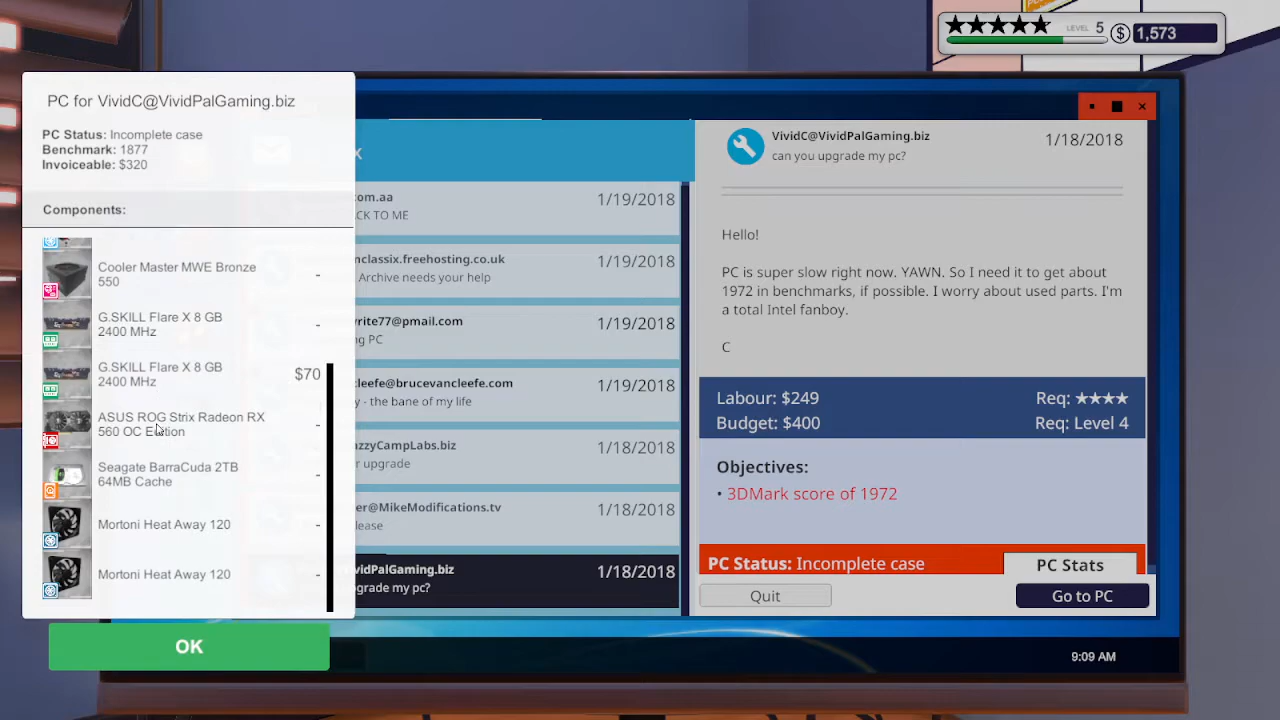 LEVEL 5
$ 1,573
PC for VividC@VividPalGaming.biz
PC Status: Incomplete case
Benchmark: 1877
Invoiceable: $320
Components:
Cooler Master MWE Bronze
550
-
G.SKILL Flare X 8 GB
2400 MHz
-
G.SKILL Flare X 8 GB
2400 MHz
$70
ASUS ROG Strix Radeon RX
560 OC Edition
-
Seagate BarraCuda 2TB
64MB Cache
-
Mortoni Heat Away 120
-
Mortoni Heat Away 120
-
OK
X
om.aa 1/19/2018
CK TO ME
nclassix.freehosting.co.uk 1/19/2018
Archive needs your help
vrite77@pmail.com 1/19/2018
ng PC
cleefe@brucevancleefe.com 1/19/2018
y - the bane of my life
azzyCampLabs.biz 1/18/2018
r upgrade
er@MikeModifications.tv 1/18/2018
lease
vidPalGaming.biz 1/18/2018
pgrade my pc?
VividC@VividPalGaming.biz 1/18/2018
can you upgrade my pc?
Hello!
PC is super slow right now. YAWN. So I need it to get about
1972 in benchmarks, if possible. I worry about used parts. I'm
a total Intel fanboy.
C
Labour: $249 Req: ★★★★
Budget: $400 Req: Level 4
Objectives:
• 3DMark score of 1972
PC Status: Incomplete case PC Stats
Quit Go to PC
9:09 AM